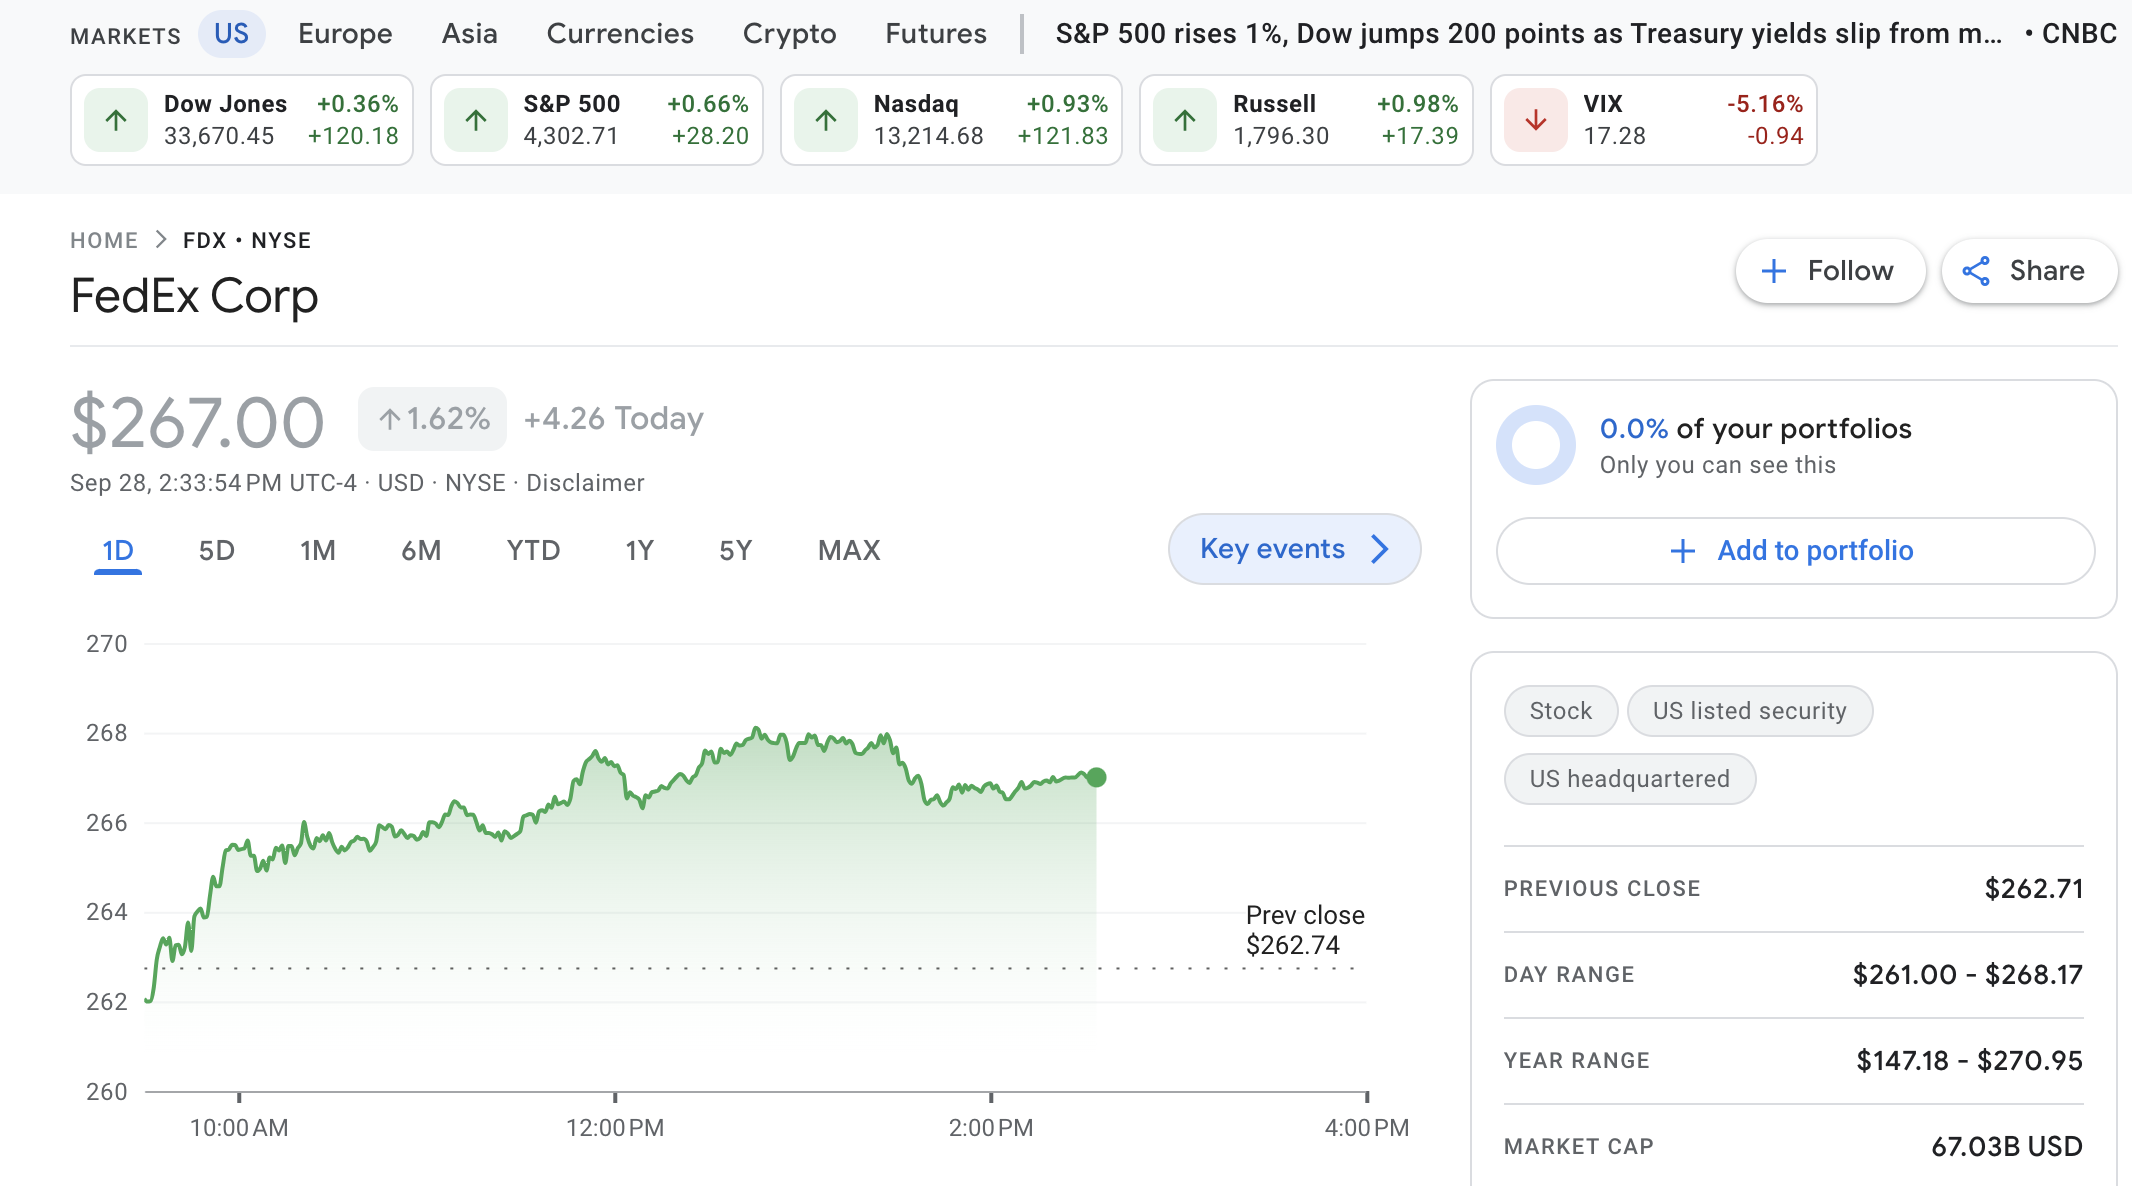 MARKETS US Europe Asia Currencies Crypto Futures S&P 500 rises 1%, Dow jumps 200 points as Treasury yields slip from m... • CNBC
Dow Jones +0.36%
33,670.45 +120.18
S&P 500 +0.66%
4,302.71 +28.20
Nasdaq +0.93%
13,214.68 +121.83
Russell +0.98%
1,796.30 +17.39
VIX -5.16%
17.28 -0.94
HOME > FDX • NYSE
FedEx Corp
Follow
Share
$267.00 ↑1.62% +4.26 Today
Sep 28, 2:33:54 PM UTC-4 · USD · NYSE · Disclaimer
1D 5D 1M 6M YTD 1Y 5Y MAX
Key events
270
268
266
264
262
260
Prev close
$262.74
10:00 AM 12:00 PM 2:00 PM 4:00 PM
0.0% of your portfolios
Only you can see this
+ Add to portfolio
Stock
US listed security
US headquartered
PREVIOUS CLOSE $262.71
DAY RANGE $261.00 - $268.17
YEAR RANGE $147.18 - $270.95
MARKET CAP 67.03B USD